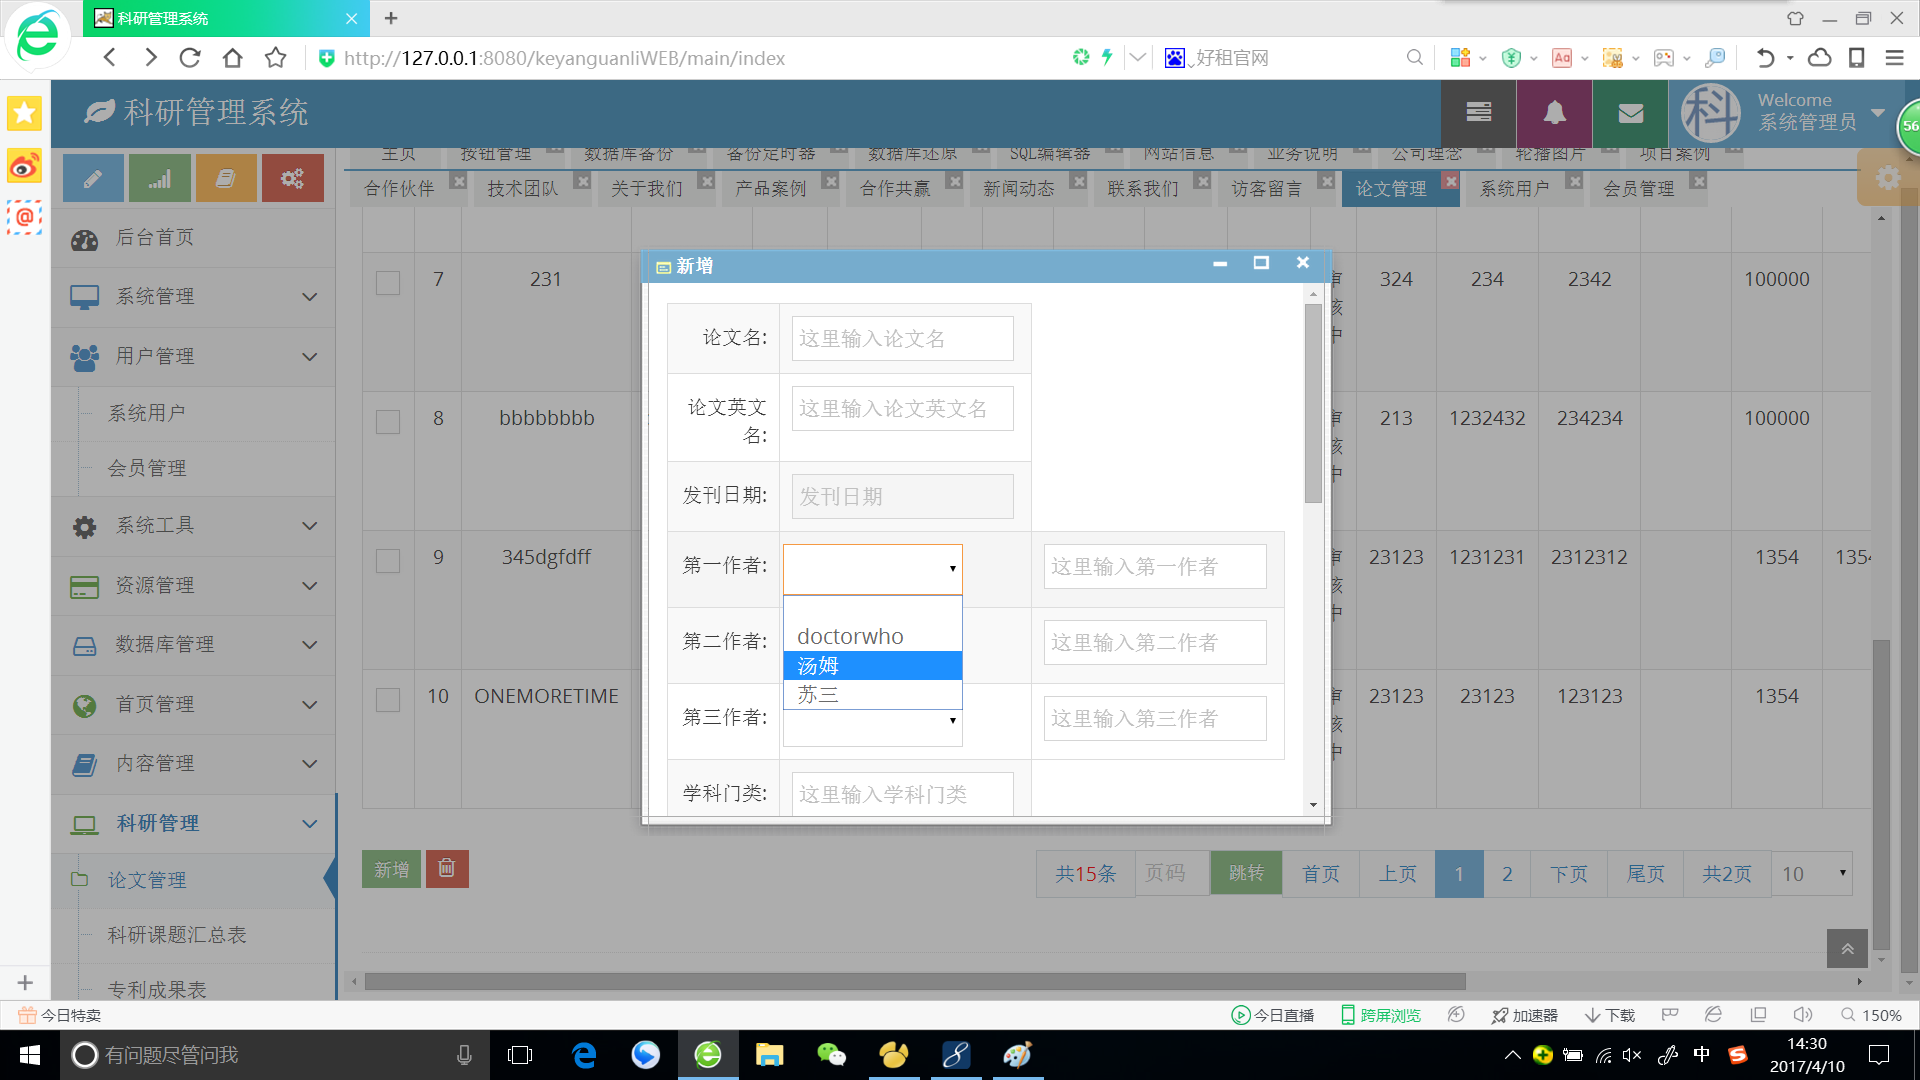 科研管理系统
http://127.0.0.1:8080/keyanguanliWEB/main/index
好租官网
科研管理系统
科
Welcome
系统管理员
56
主页 按钮管理 数据库备份 备份定时器 数据库还原 SQL编辑器 网站信息 业务说明 公司理念 轮播图片 项目案例
合作伙伴 技术团队 关于我们 产品案例 合作共赢 新闻动态 联系我们 访客留言 论文管理 系统用户 会员管理
后台首页
系统管理
用户管理
系统用户
会员管理
系统工具
资源管理
数据库管理
首页管理
内容管理
科研管理
论文管理
科研课题汇总表
专利成果表
7 231 审核中 324 234 2342 100000
8 bbbbbbbb 审核中 213 1232432 234234 100000
9 345dgfdff 审核中 23123 1231231 2312312 1354 1354
10 ONEMORETIME 审核中 23123 23123 123123 1354
新增
论文名: 这里输入论文名
论文英文名: 这里输入论文英文名
发刊日期: 发刊日期
第一作者: 这里输入第一作者
doctorwho
汤姆
苏三
第二作者: 这里输入第二作者
第三作者: 这里输入第三作者
学科门类: 这里输入学科门类
新增
共15条 页码 跳转 首页 上页 1 2 下页 尾页 共2页 10
今日特卖
今日直播 跨屏浏览 加速器 下载 150%
有问题尽管问我
中
14:30
2017/4/10